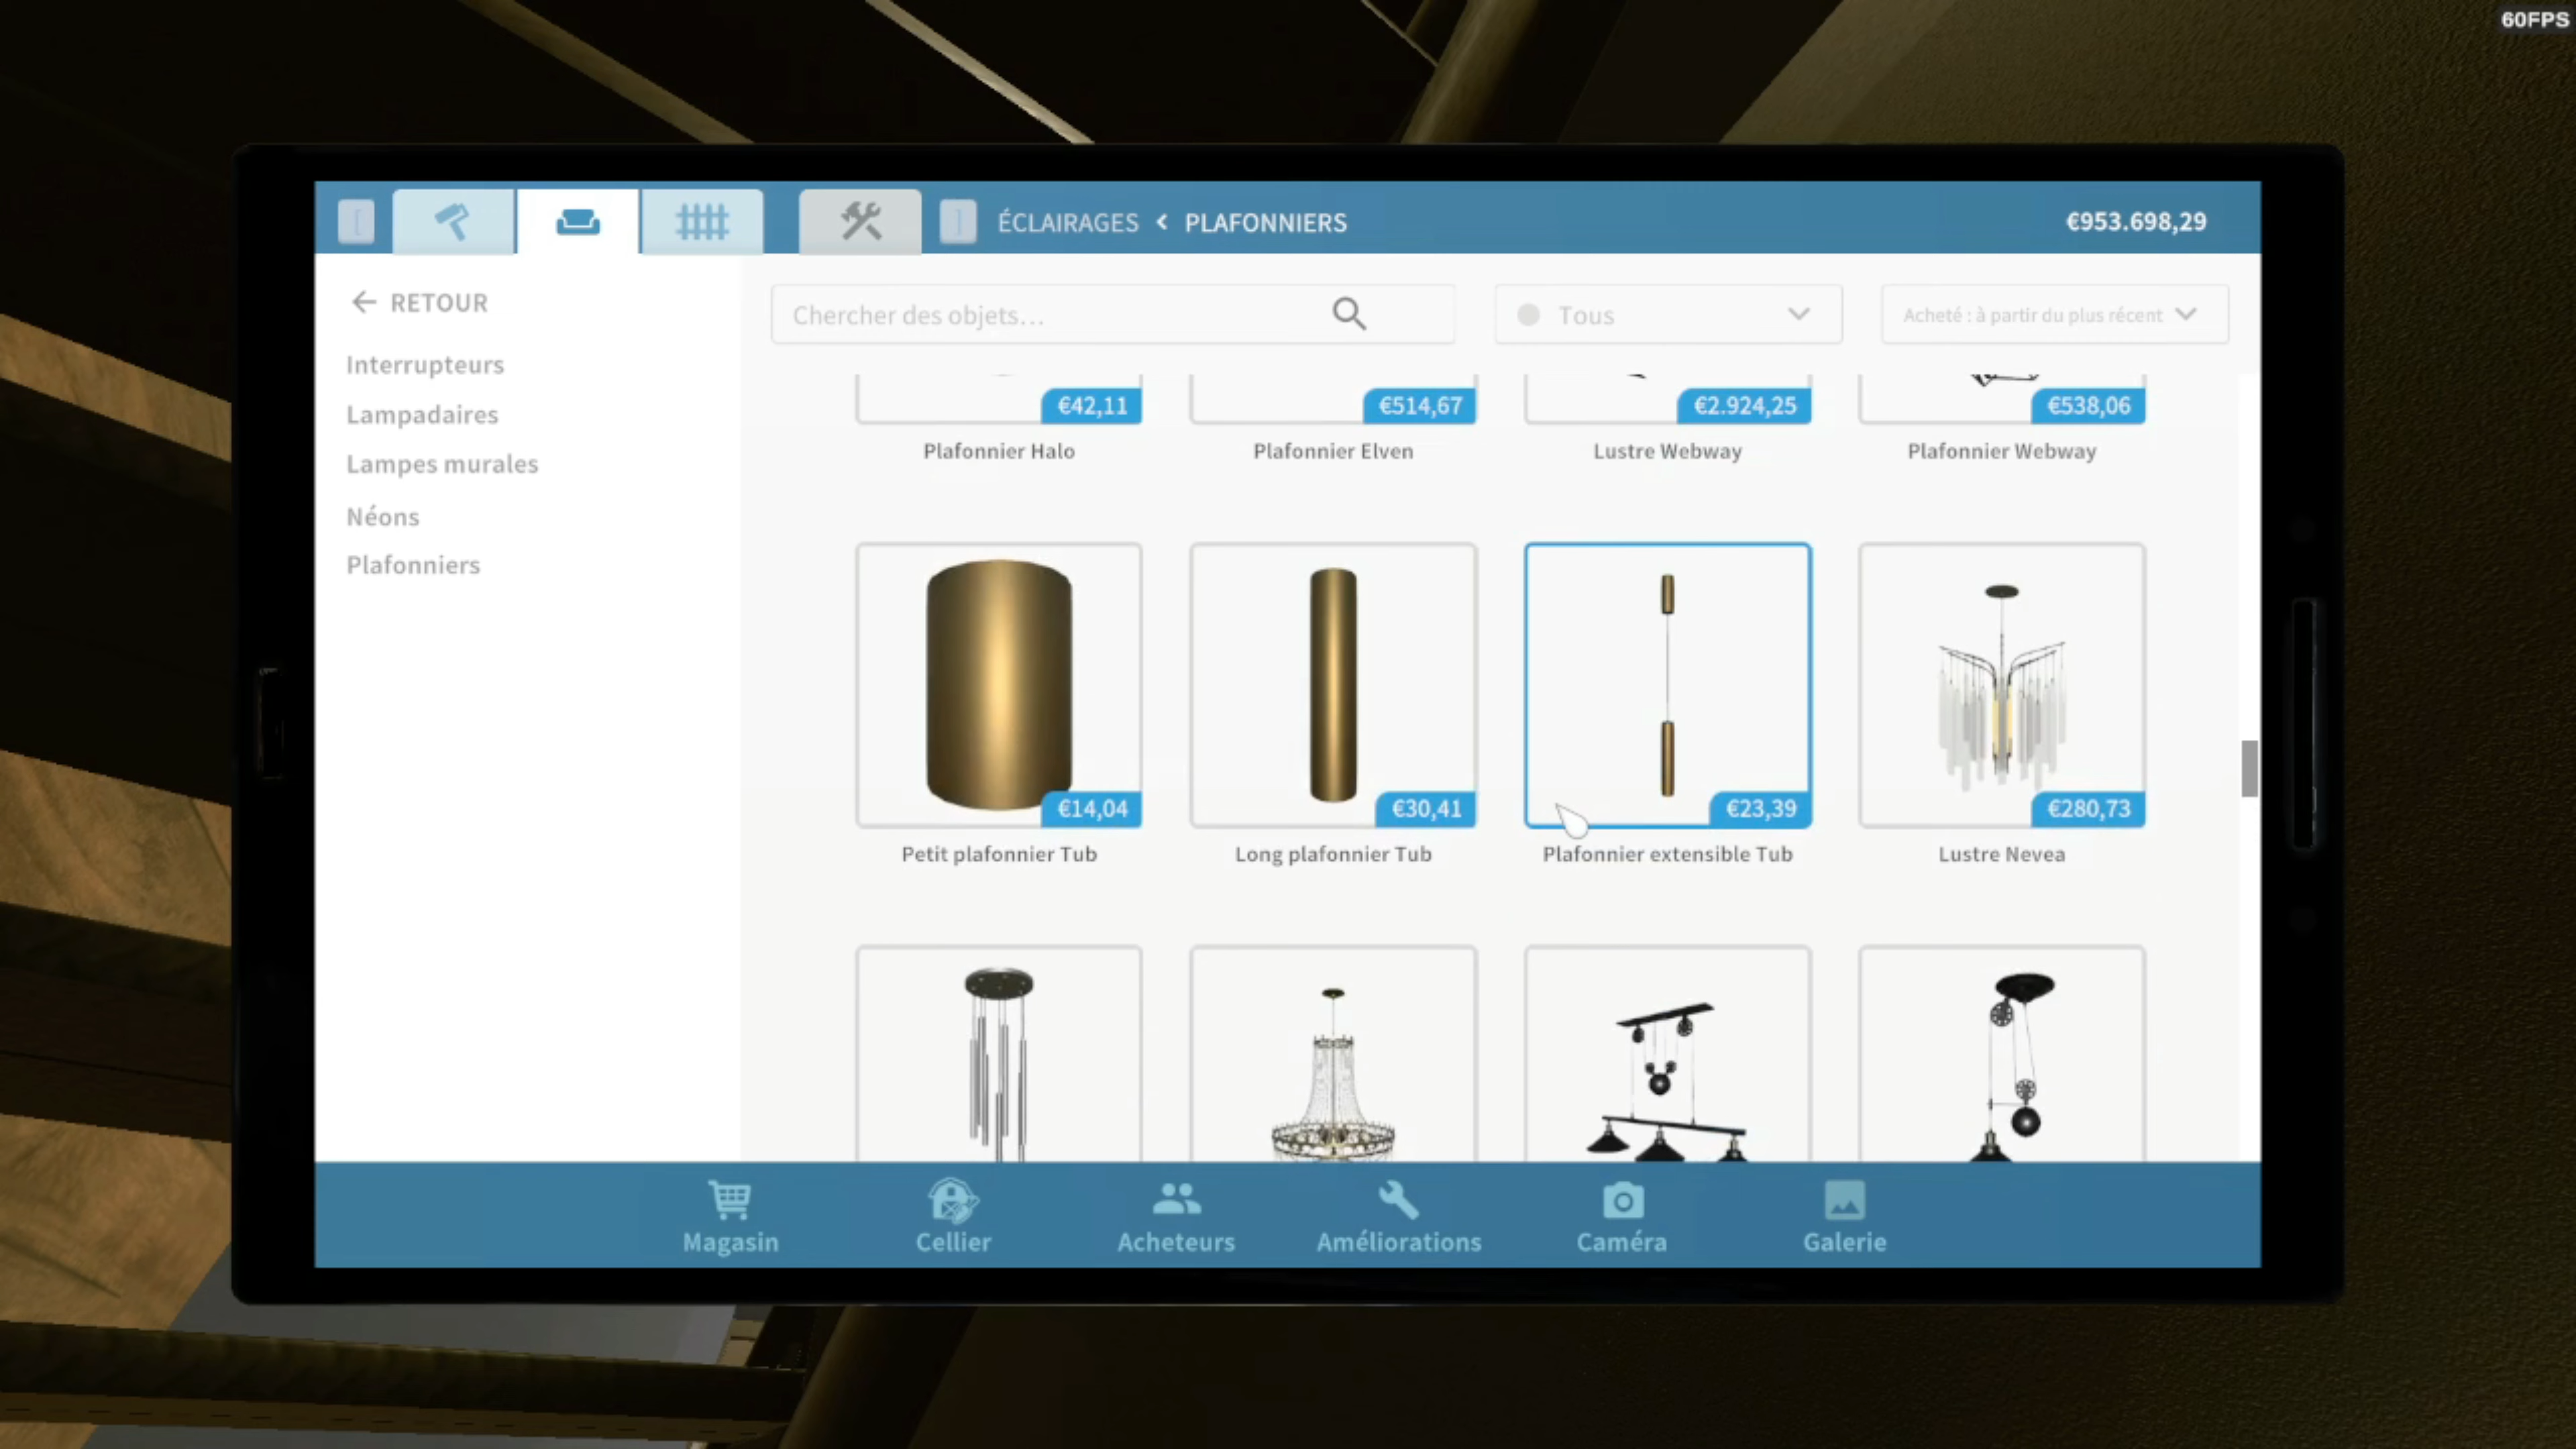 60FPS
[
]
ÉCLAIRAGES < PLAFONNIERS
€953.698,29
← RETOUR
Interrupteurs
Lampadaires
Lampes murales
Néons
Plafonniers
Chercher des objets…
Tous
Acheté : à partir du plus récent
€42,11
€514,67
€2.924,25
€538,06
Plafonnier Halo
Plafonnier Elven
Lustre Webway
Plafonnier Webway
€14,04
€30,41
€23,39
€280,73
Petit plafonnier Tub
Long plafonnier Tub
Plafonnier extensible Tub
Lustre Nevea
Magasin
Cellier
Acheteurs
Améliorations
Caméra
Galerie